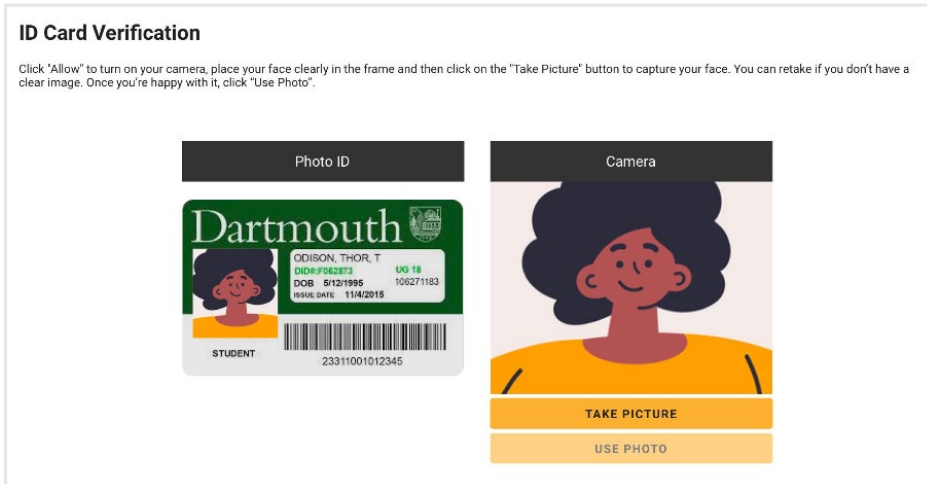 ID Card Verification
Click "Allow" to turn on your camera, place your face clearly in the frame and then click on the "Take Picture" button to capture your face. You can retake if you don't have a
clear image. Once you're happy with it, click "Use Photo".
Photo ID
Dartmouth
ODISON, THOR, T
DID#:F062873 UG 18
DOB 5/12/1995 106271183
ISSUE DATE 11/4/2015
STUDENT
23311001012345
Camera
TAKE PICTURE
USE PHOTO